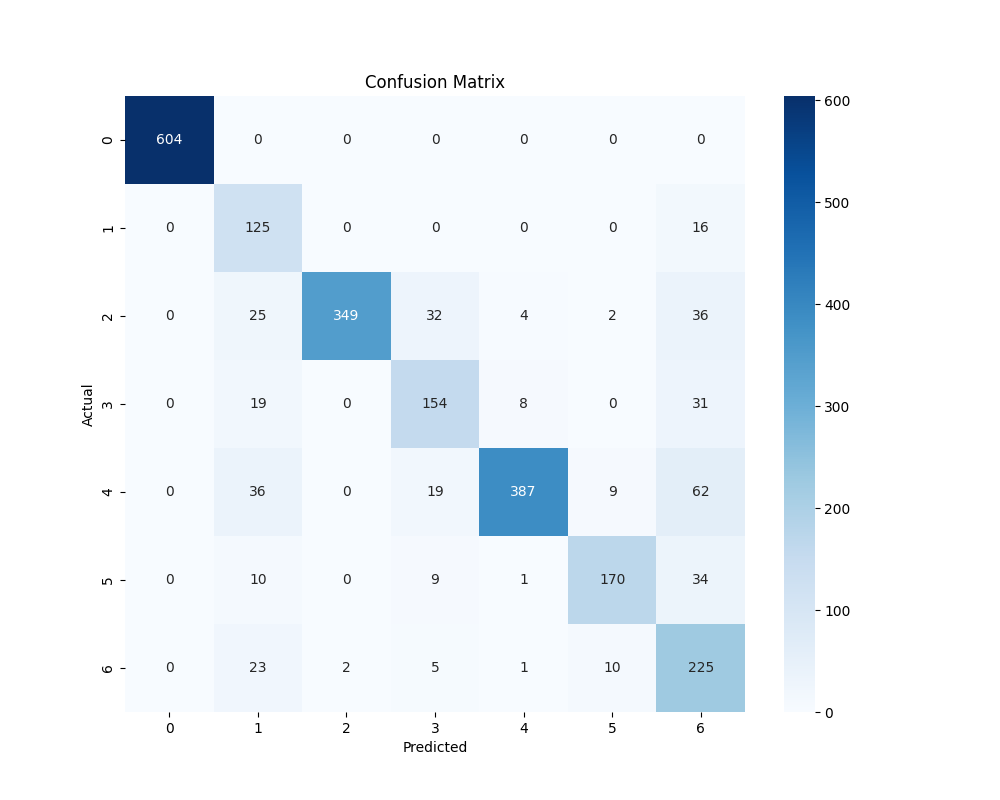 Confusion Matrix
0 604 0 0 0 0 0 0
1 0 125 0 0 0 0 16
2 0 25 349 32 4 2 36
3 0 19 0 154 8 0 31
4 0 36 0 19 387 9 62
5 0 10 0 9 1 170 34
6 0 23 2 5 1 10 225
0 1 2 3 4 5 6
Predicted
Actual
600
500
400
300
200
100
0